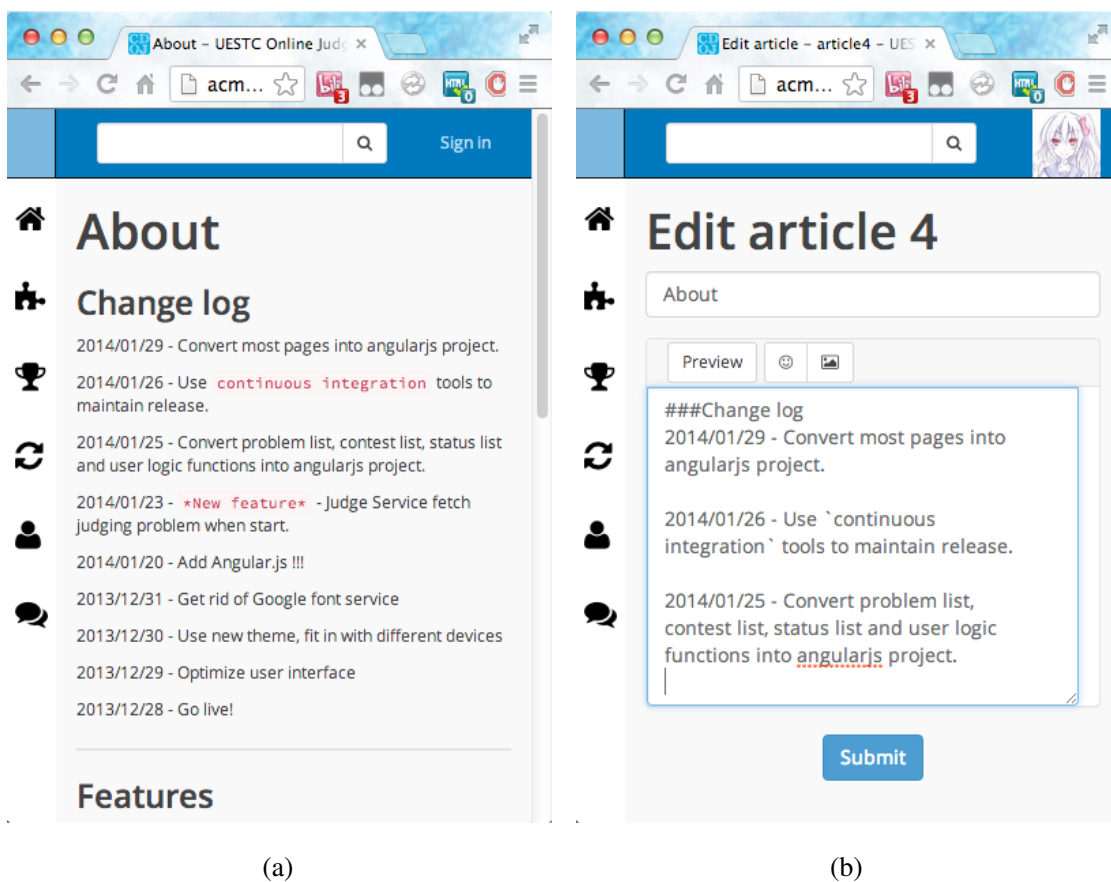 About – UESTC Online Judg
acm...
3
0
Sign in
About
Change log
2014/01/29 - Convert most pages into angularjs project.
2014/01/26 - Use continuous integration tools to
maintain release.
2014/01/25 - Convert problem list, contest list, status list
and user logic functions into angularjs project.
2014/01/23 - *New feature* - Judge Service fetch
judging problem when start.
2014/01/20 - Add Angular.js !!!
2013/12/31 - Get rid of Google font service
2013/12/30 - Use new theme, fit in with different devices
2013/12/29 - Optimize user interface
2013/12/28 - Go live!
Features
(a)
Edit article – article4 – UES
acm...
3
HTML
0
Edit article 4
About
Preview
###Change log
2014/01/29 - Convert most pages into
angularjs project.
2014/01/26 - Use `continuous
integration` tools to maintain release.
2014/01/25 - Convert problem list,
contest list, status list and user logic
functions into angularjs project.
Submit
(b)